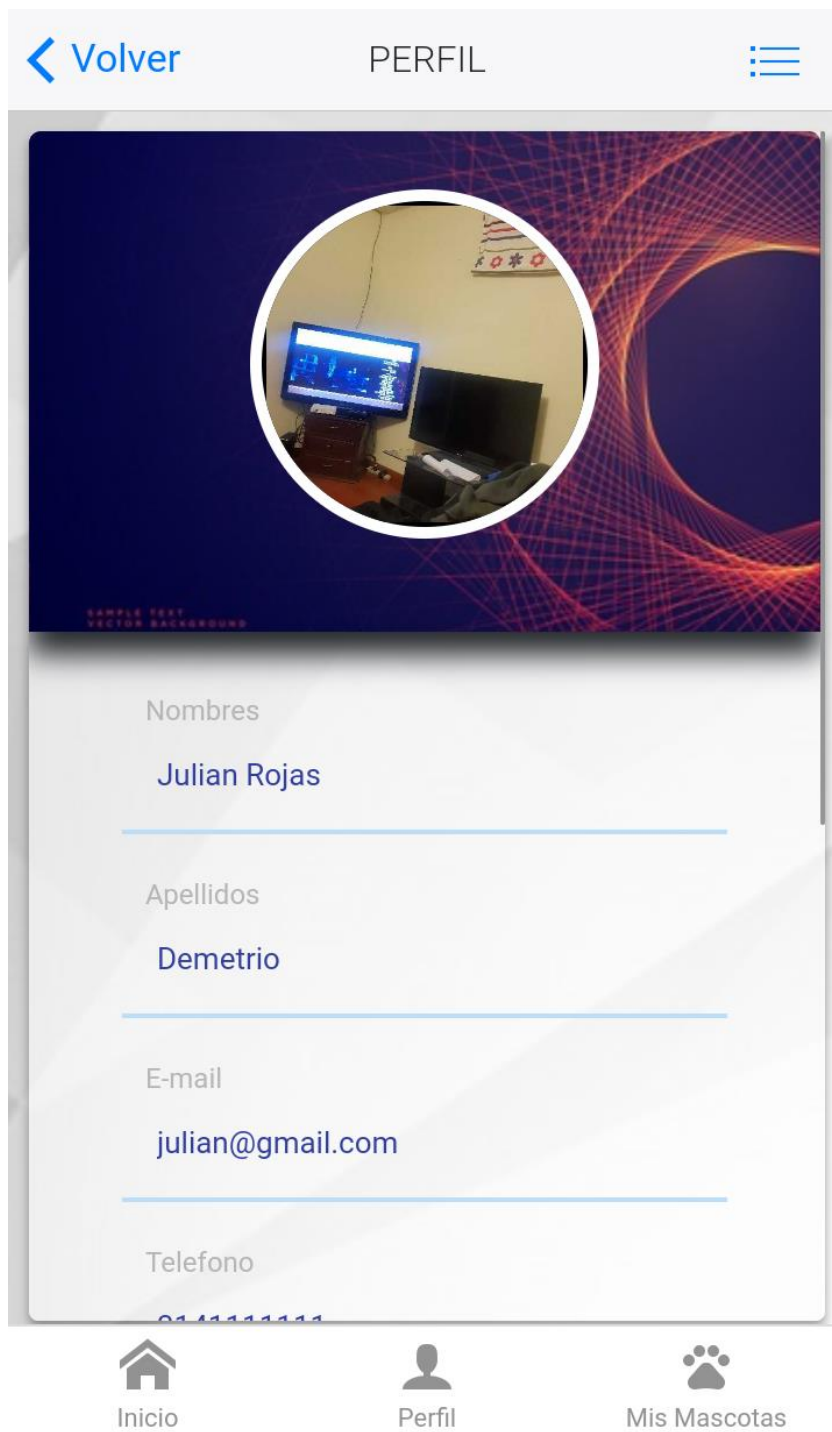 Volver
PERFIL
SAMPLE TEXT
VECTOR BACKGROUND
Nombres
Julian Rojas
Apellidos
Demetrio
E-mail
julian@gmail.com
Telefono
Inicio
Perfil
Mis Mascotas